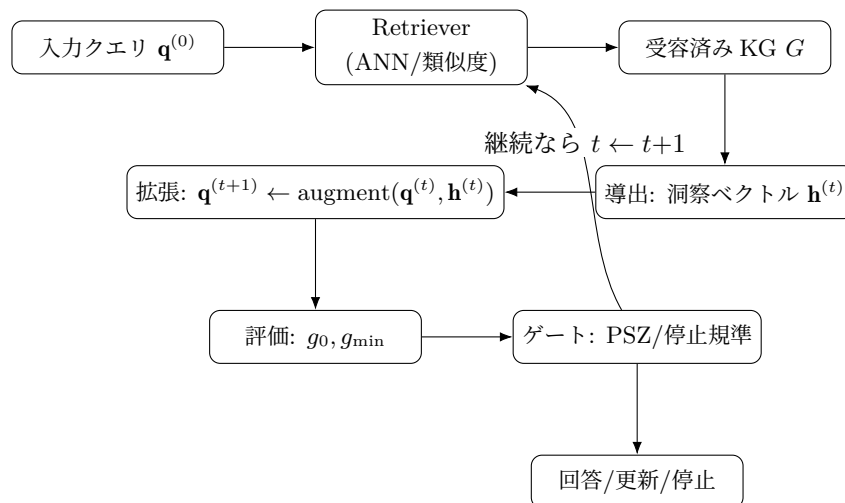 入力クエリ q^(0)
Retriever
(ANN/類似度)
受容済み KG G
継続なら t ← t+1
拡張: q^(t+1) ← augment(q^(t), h^(t))
導出: 洞察ベクトル h^(t)
評価: g_0, g_min
ゲート: PSZ/停止規準
回答/更新/停止